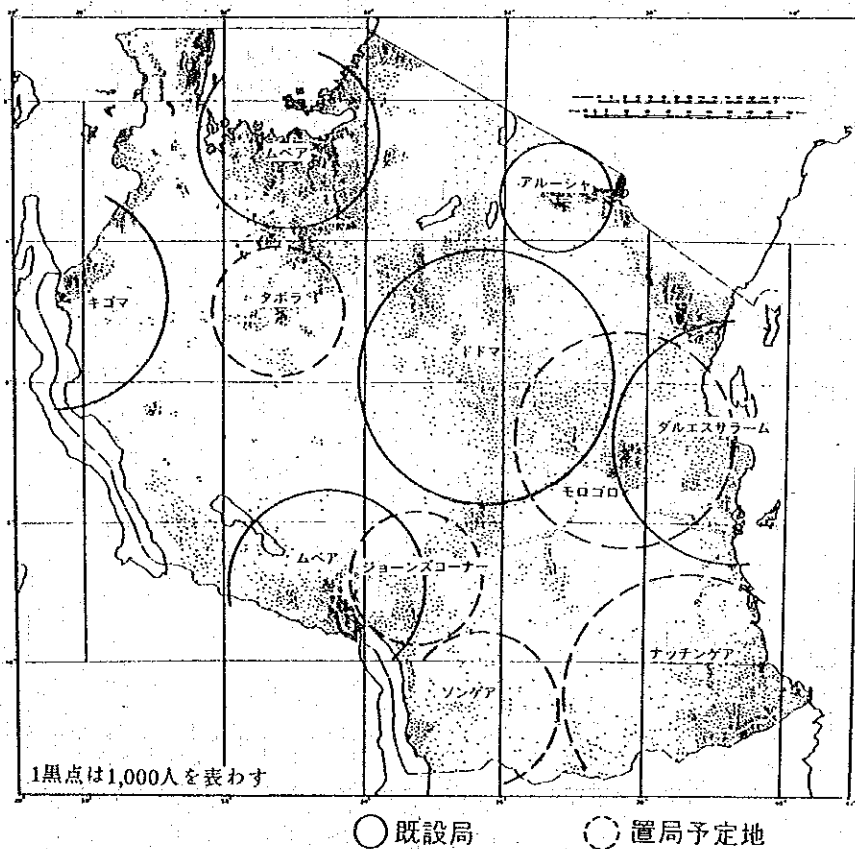 ムベア
アルーシャ
キゴマ
タボラ
ドドマ
ダルエスサラーム
モロゴロ
ムベア
ジョーンズコーナー
ナッチンゲア
ソンゲア
1黒点は1,000人を表わす
既設局
置局予定地